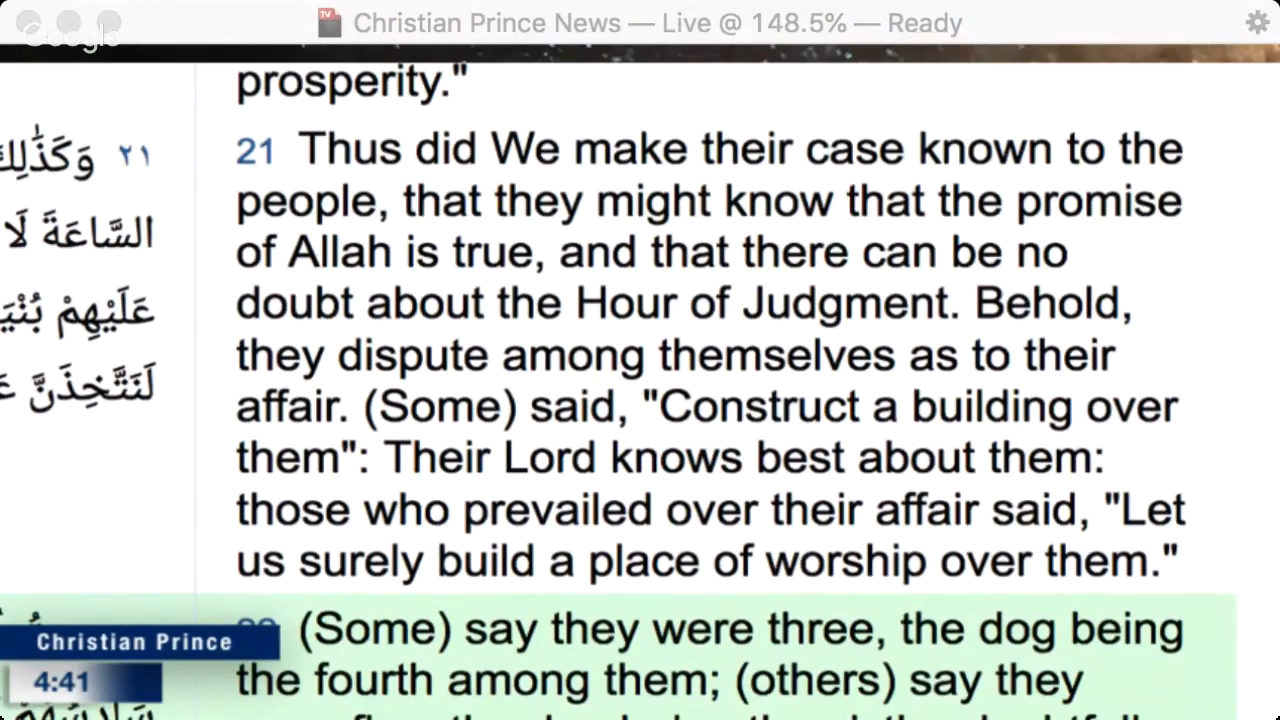 Christian Prince News — Live @ 148.5% — Ready
Google
prosperity."
21 Thus did We make their case known to the
people, that they might know that the promise
of Allah is true, and that there can be no
doubt about the Hour of Judgment. Behold,
they dispute among themselves as to their
affair. (Some) said, "Construct a building over
them": Their Lord knows best about them:
those who prevailed over their affair said, "Let
us surely build a place of worship over them."
(Some) say they were three, the dog being
the fourth among them; (others) say they
٢١ وَكَذَٰلِكَ
السَّاعَةَ لَا
عَلَيْهِمْ
لَنَتَّخِذَنَّ
Christian Prince
4:41